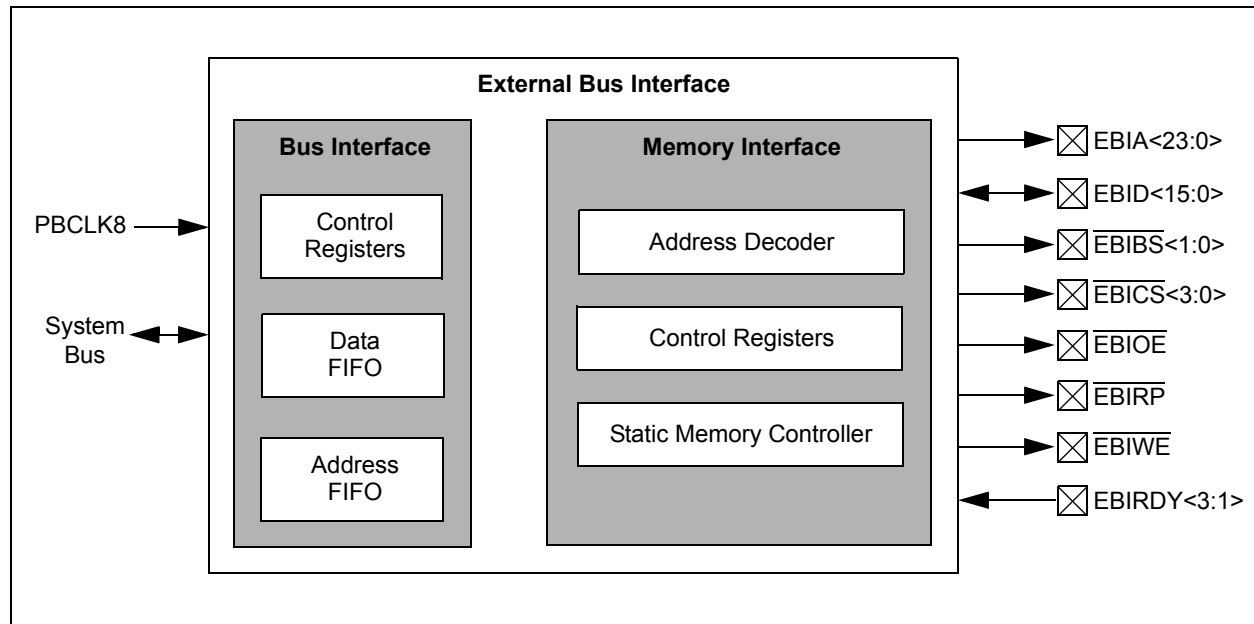 External Bus Interface
Bus Interface
Memory Interface
Control
Registers
Data
FIFO
Address
FIFO
Address Decoder
Control Registers
Static Memory Controller
PBCLK8
System
Bus
EBIA<23:0>
EBID<15:0>
EBIBS<1:0>
EBICS<3:0>
EBIOE
EBIRP
EBIWE
EBIRDY<3:1>